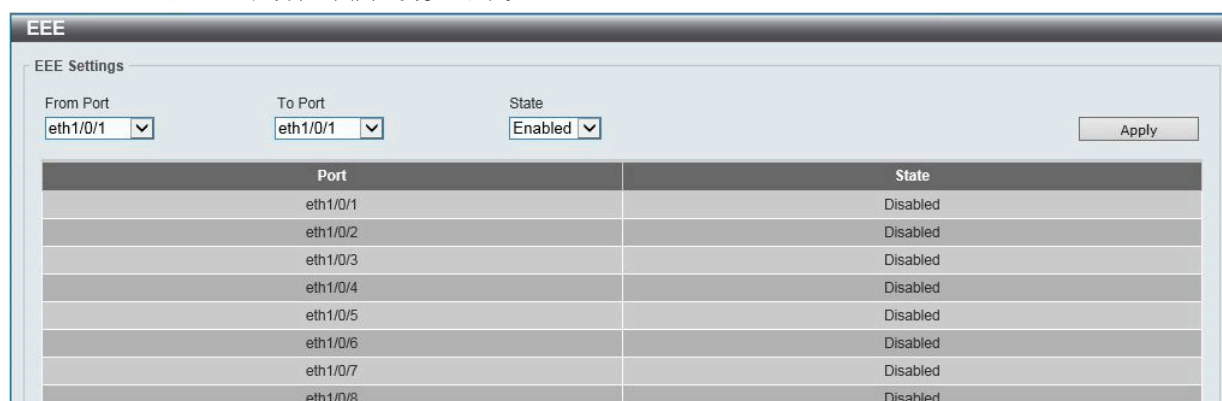 EEE
EEE Settings
From Port To Port State
eth1/0/1 eth1/0/1 Enabled Apply
Port State
eth1/0/1 Disabled
eth1/0/2 Disabled
eth1/0/3 Disabled
eth1/0/4 Disabled
eth1/0/5 Disabled
eth1/0/6 Disabled
eth1/0/7 Disabled
eth1/0/8 Disabled